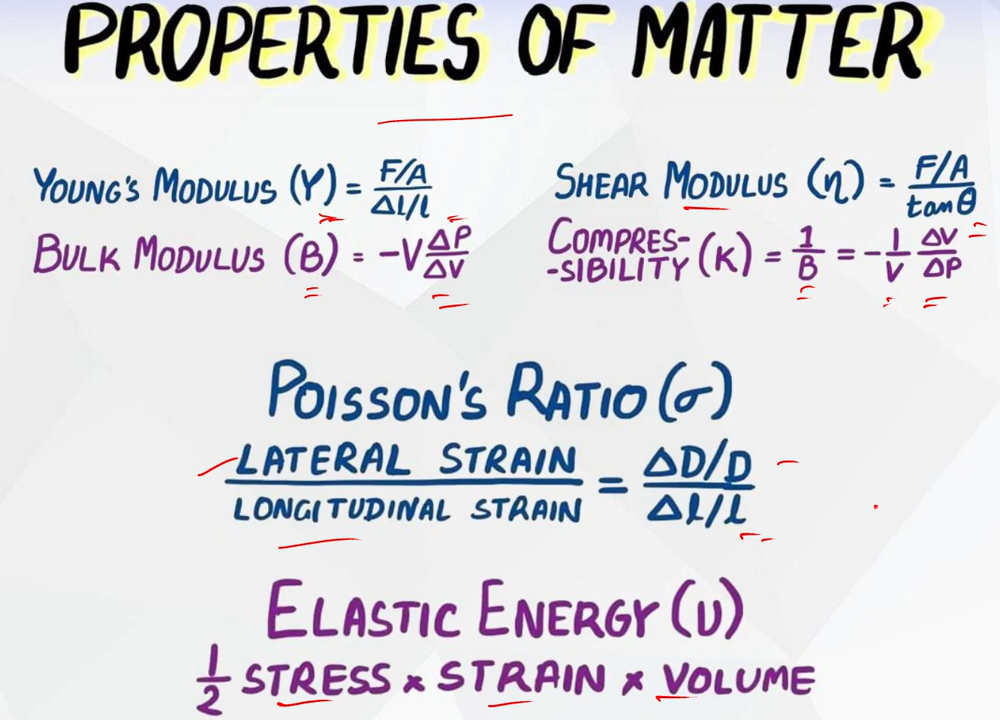 PROPERTIES OF MATTER
YOUNG'S MODULUS (Y) = F/A / Δl/l
SHEAR MODULUS (η) = F/A / tanθ
BULK MODULUS (B) = -V ΔP/ΔV
COMPRES-
-SIBILITY (K) = 1/B = -1/V ΔV/ΔP
POISSON'S RATIO (σ)
LATERAL STRAIN / LONGITUDINAL STRAIN = ΔD/D / Δl/l
ELASTIC ENERGY (U)
1/2 STRESS × STRAIN × VOLUME